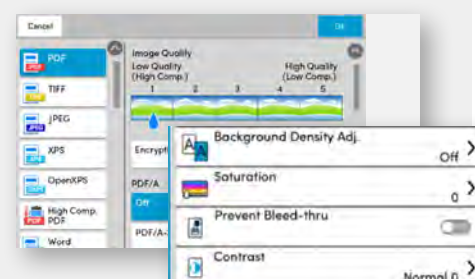 Cancel
OK
PDF
TIFF
JPEG
XPS
OpenXPS
High Comp.
PDF
Word
Image Quality
Low Quality
(High Comp.)
High Quality
(Low Comp.)
1 2 3 4 5
Encrypt
PDF/A
Off
PDF/A-
Background Density Adj.
Off
Saturation
0
Prevent Bleed-thru
Contrast
Normal 0